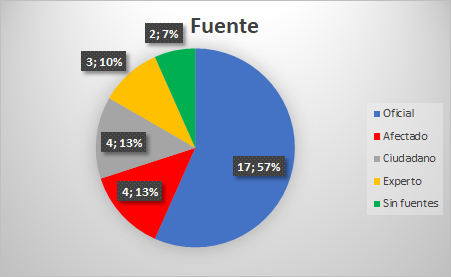 Fuente
2; 7%
3; 10%
4; 13%
4; 13%
17; 57%
Oficial
Afectado
Ciudadano
Experto
Sin fuentes